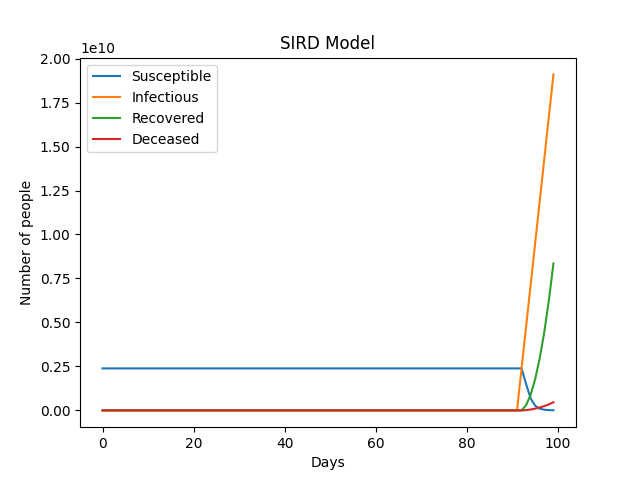 SIRD Model
1e10
2.00
1.75
1.50
1.25
1.00
0.75
0.50
0.25
0.00
Number of people
Susceptible
Infectious
Recovered
Deceased
0 20 40 60 80 100
Days